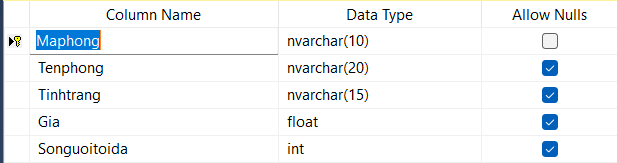 Column Name Data Type Allow Nulls
Maphong nvarchar(10)
Tenphong nvarchar(20)
Tinhtrang nvarchar(15)
Gia float
Songuoitoida int